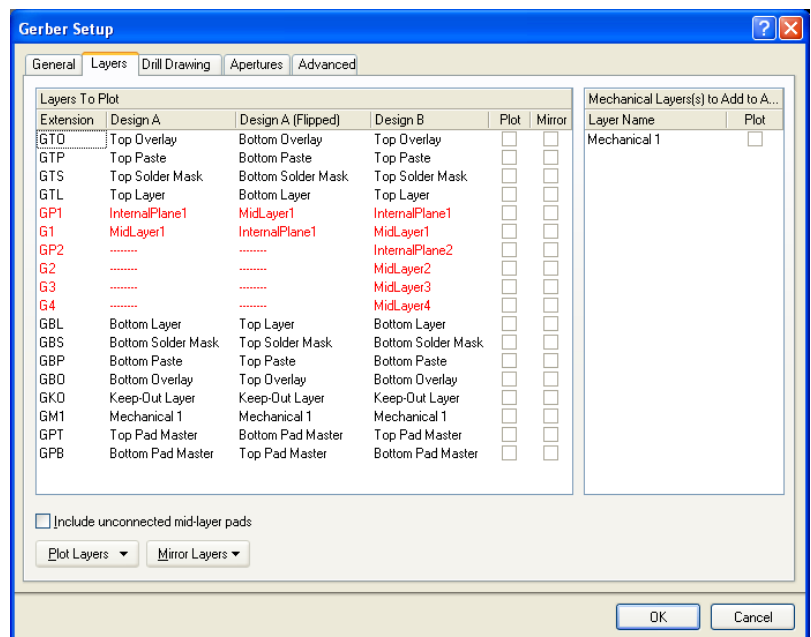 Gerber Setup
General Layers Drill Drawing Apertures Advanced
Layers To Plot
Extension Design A Design A (Flipped) Design B Plot Mirror
GTO Top Overlay Bottom Overlay Top Overlay
GTP Top Paste Bottom Paste Top Paste
GTS Top Solder Mask Bottom Solder Mask Top Solder Mask
GTL Top Layer Bottom Layer Top Layer
GP1 InternalPlane1 MidLayer1 InternalPlane1
G1 MidLayer1 InternalPlane1 MidLayer1
GP2 -------- -------- InternalPlane2
G2 -------- -------- MidLayer2
G3 -------- -------- MidLayer3
G4 -------- -------- MidLayer4
GBL Bottom Layer Top Layer Bottom Layer
GBS Bottom Solder Mask Top Solder Mask Bottom Solder Mask
GBP Bottom Paste Top Paste Bottom Paste
GBO Bottom Overlay Top Overlay Bottom Overlay
GKO Keep-Out Layer Keep-Out Layer Keep-Out Layer
GM1 Mechanical 1 Mechanical 1 Mechanical 1
GPT Top Pad Master Bottom Pad Master Top Pad Master
GPB Bottom Pad Master Top Pad Master Bottom Pad Master
Mechanical Layers(s) to Add to A...
Layer Name Plot
Mechanical 1
Include unconnected mid-layer pads
Plot Layers Mirror Layers
OK Cancel